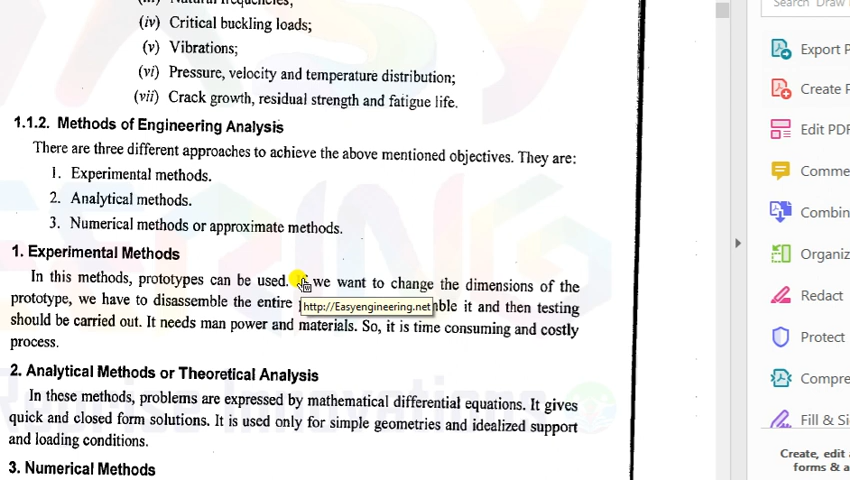 Search 'Draw
(iv) Critical buckling loads;
(v) Vibrations;
(vi) Pressure, velocity and temperature distribution;
(vii) Crack growth, residual strength and fatigue life.
1.1.2. Methods of Engineering Analysis
There are three different approaches to achieve the above mentioned objectives. They are:
1. Experimental methods.
2. Analytical methods.
3. Numerical methods or approximate methods.
1. Experimental Methods
In this methods, prototypes can be used. we want to change the dimensions of the
prototype, we have to disassemble the entire http://Easyengineering.net ble it and then testing
should be carried out. It needs man power and materials. So, it is time consuming and costly
process.
2. Analytical Methods or Theoretical Analysis
In these methods, problems are expressed by mathematical differential equations. It gives
quick and closed form solutions. It is used only for simple geometries and idealized support
and loading conditions.
3. Numerical Methods
Export P
Create P
Edit PDF
Comme
Combin
Organiz
Redact
Protect
Compre
Fill & Si
Create, edit
forms & a